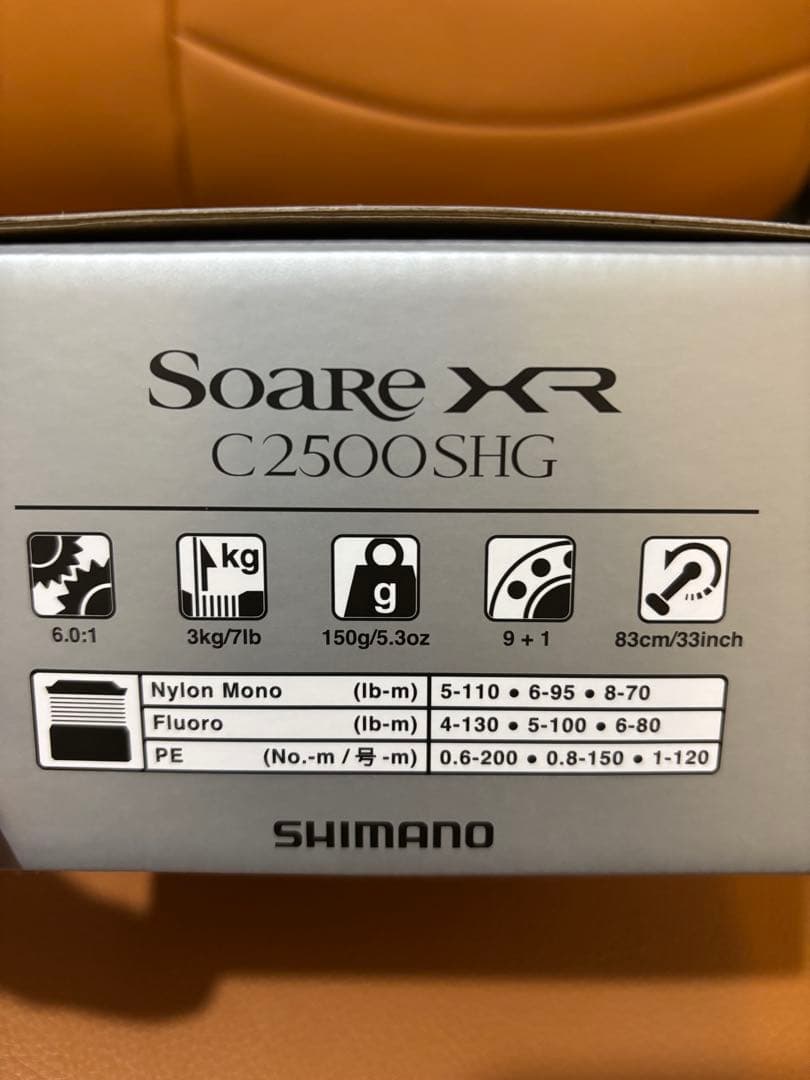 Soare XR
C2500SHG
kg
g
6.0:1 3kg/7lb 150g/5.3oz 9 + 1 83cm/33inch
Nylon Mono (lb-m) 5-110 • 6-95 • 8-70
Fluoro (lb-m) 4-130 • 5-100 • 6-80
PE (No.-m / 号 -m) 0.6-200 • 0.8-150 • 1-120
SHIMANO